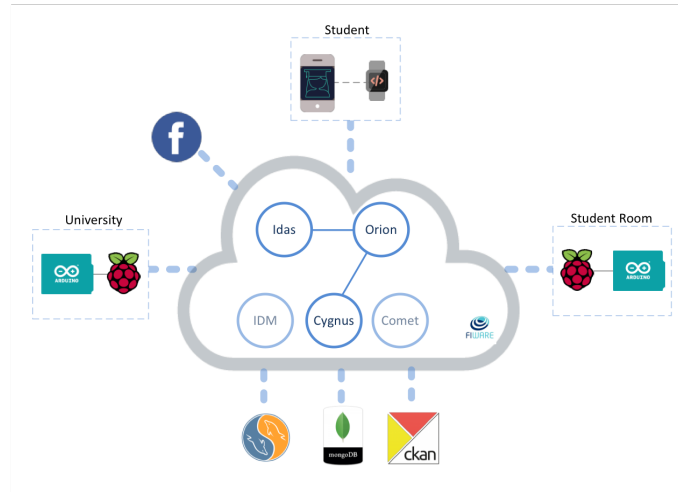 Student
</>
f
University
Student Room
Idas
Orion
ARDUINO
ARDUINO
IDM
Cygnus
Comet
FIWARE
mongoDB
ckan